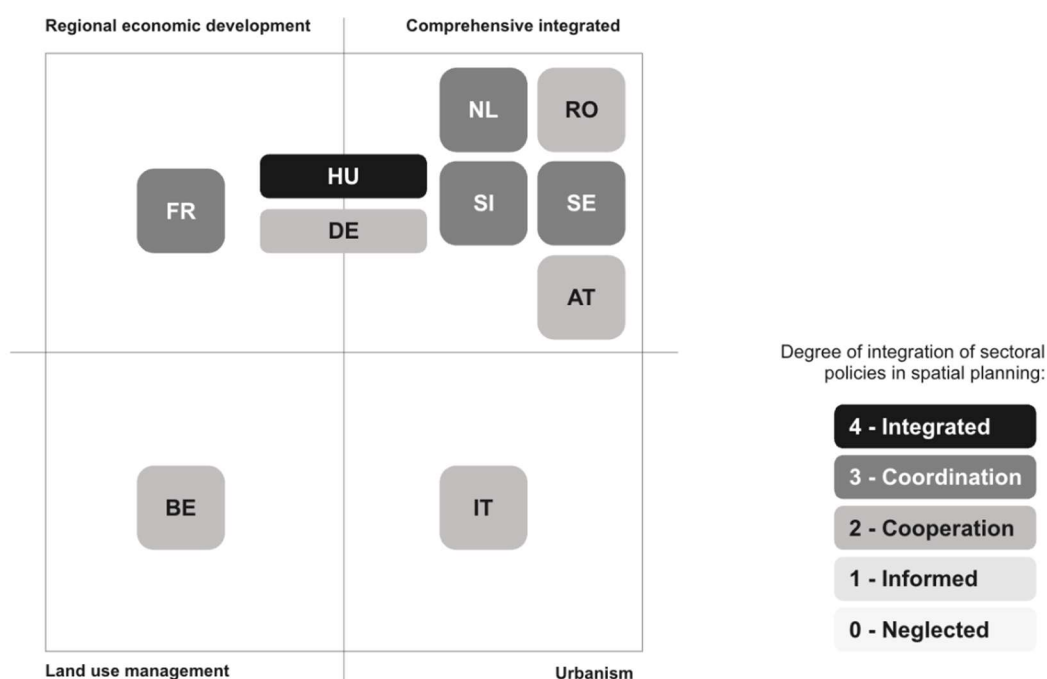 Regional economic development
Comprehensive integrated
NL
RO
HU
FR
SI
SE
DE
AT
Degree of integration of sectoral
policies in spatial planning:
4 - Integrated
3 - Coordination
BE
IT
2 - Cooperation
1 - Informed
0 - Neglected
Land use management
Urbanism